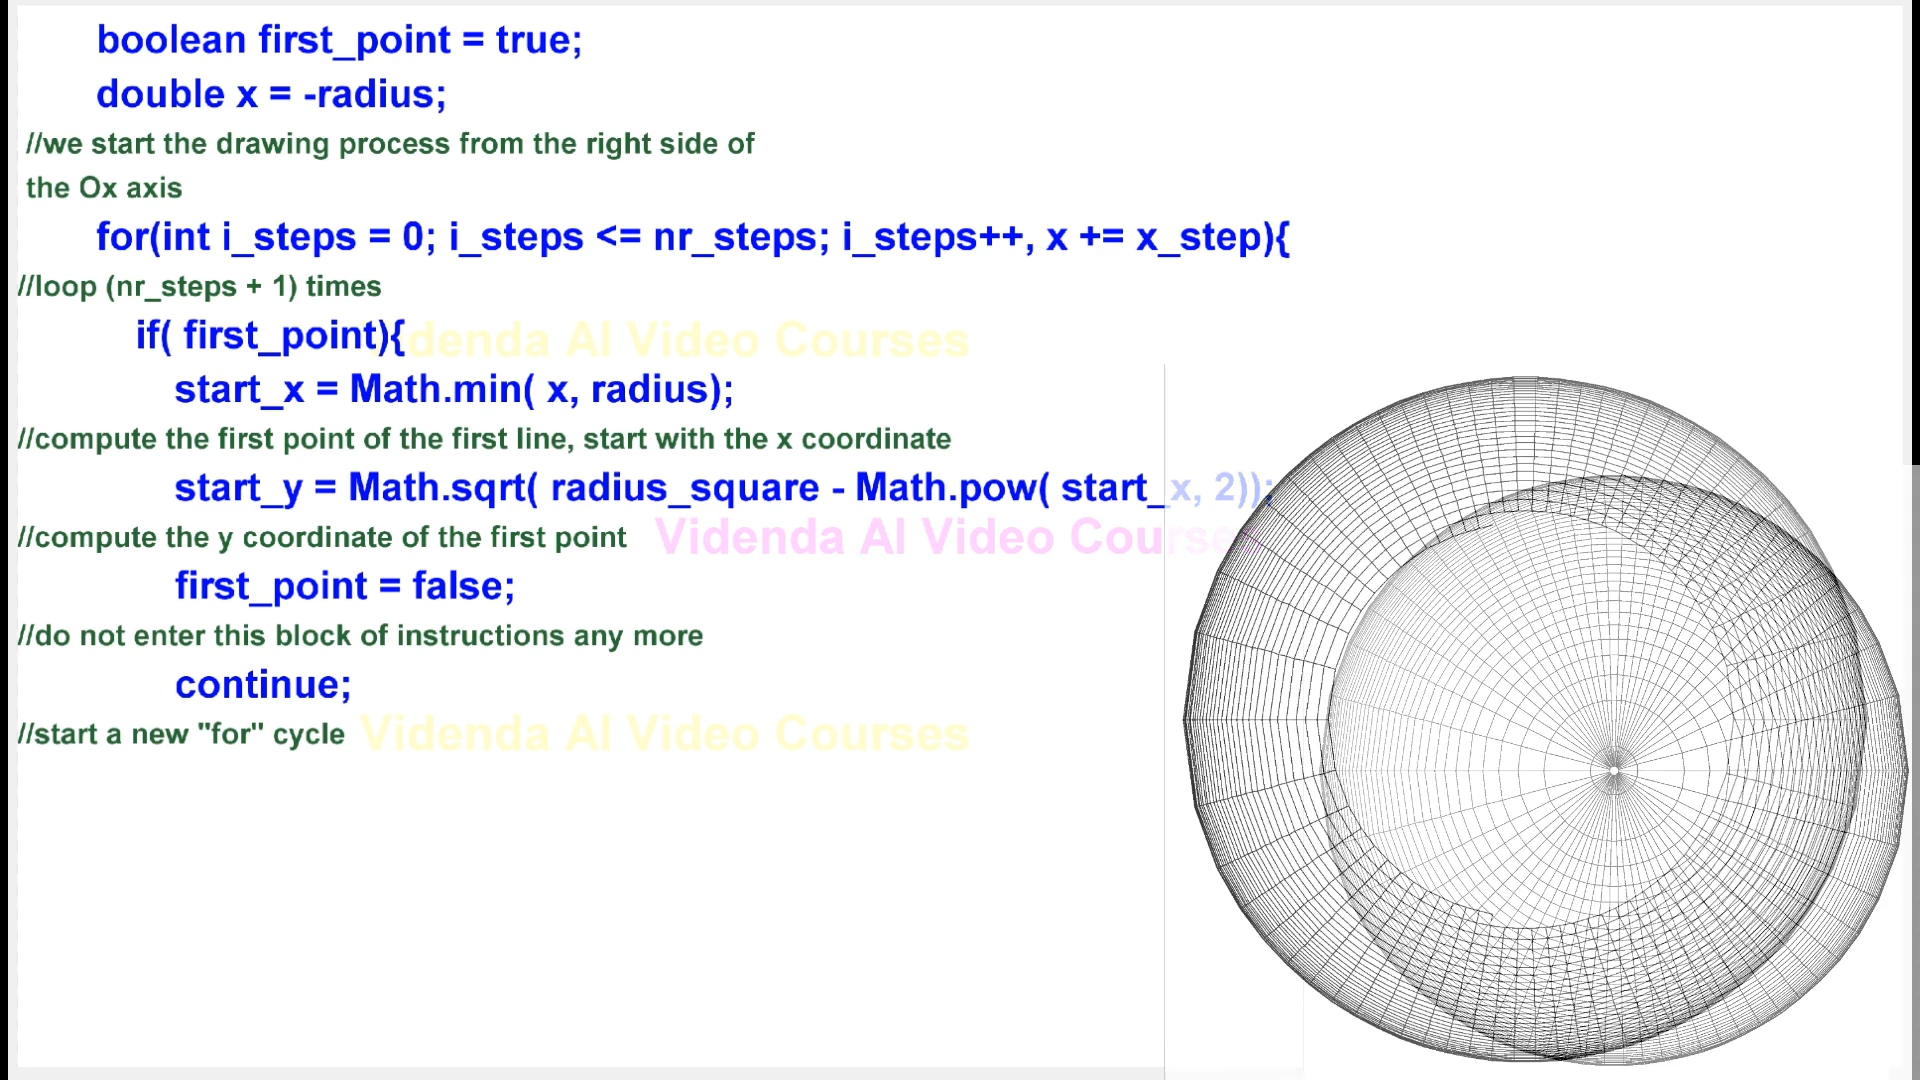 boolean first_point = true;
double x = -radius;
//we start the drawing process from the right side of
the Ox axis
for(int i_steps = 0; i_steps <= nr_steps; i_steps++, x += x_step){
//loop (nr_steps + 1) times
if( first_point){
denda AI Video Courses
start_x = Math.min( x, radius);
//compute the first point of the first line, start with the x coordinate
start_y = Math.sqrt( radius_square - Math.pow( start_x, 2));
//compute the y coordinate of the first point
Videnda AI Video Courses
first_point = false;
//do not enter this block of instructions any more
continue;
//start a new "for" cycle
Videnda AI Video Courses